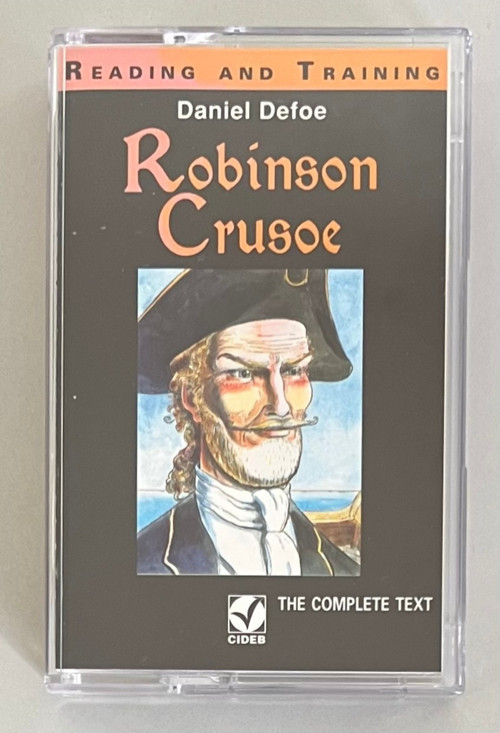 READING AND TRAINING
Daniel Defoe
Robinson
Crusoe
THE COMPLETE TEXT
CIDEB